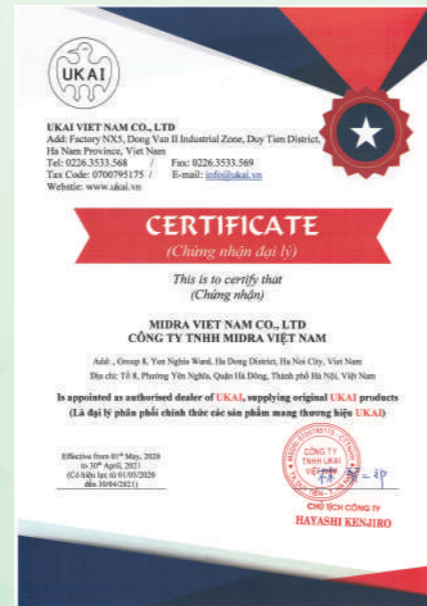 UKAI
UKAI VIET NAM CO., LTD
Add: Factory NX5, Dong Van II Industrial Zone, Duy Tien District,
Ha Nam Province, Viet Nam
Tel: 0226.3533.568 / Fax: 0226.3533.569
Tax Code: 0700795175 / E-mail: info@ukai.vn
Webstie: www.ukai.vn
CERTIFICATE
(Chứng nhận đại lý)
This is to certify that
(Chứng nhận)
MIDRA VIET NAM CO., LTD
CÔNG TY TNHH MIDRA VIỆT NAM
Add: , Group 8, Yen Nghia Ward, Ha Dong District, Ha Noi City, Viet Nam
Địa chỉ: Tổ 8, Phường Yên Nghĩa, Quận Hà Đông, Thành phố Hà Nội, Việt Nam
Is appointed as authorised dealer of UKAI, supplying original UKAI products
(Là đại lý phân phối chính thức các sản phẩm mang thương hiệu UKAI)
Effective from 01st May, 2020
to 30th April, 2021
(Có hiệu lực từ 01/05/2020
đến 30/04/2021)
CÔNG TY
TNHH UKAI
VIỆT NAM
CHỦ TỊCH CÔNG TY
HAYASHI KENJIRO